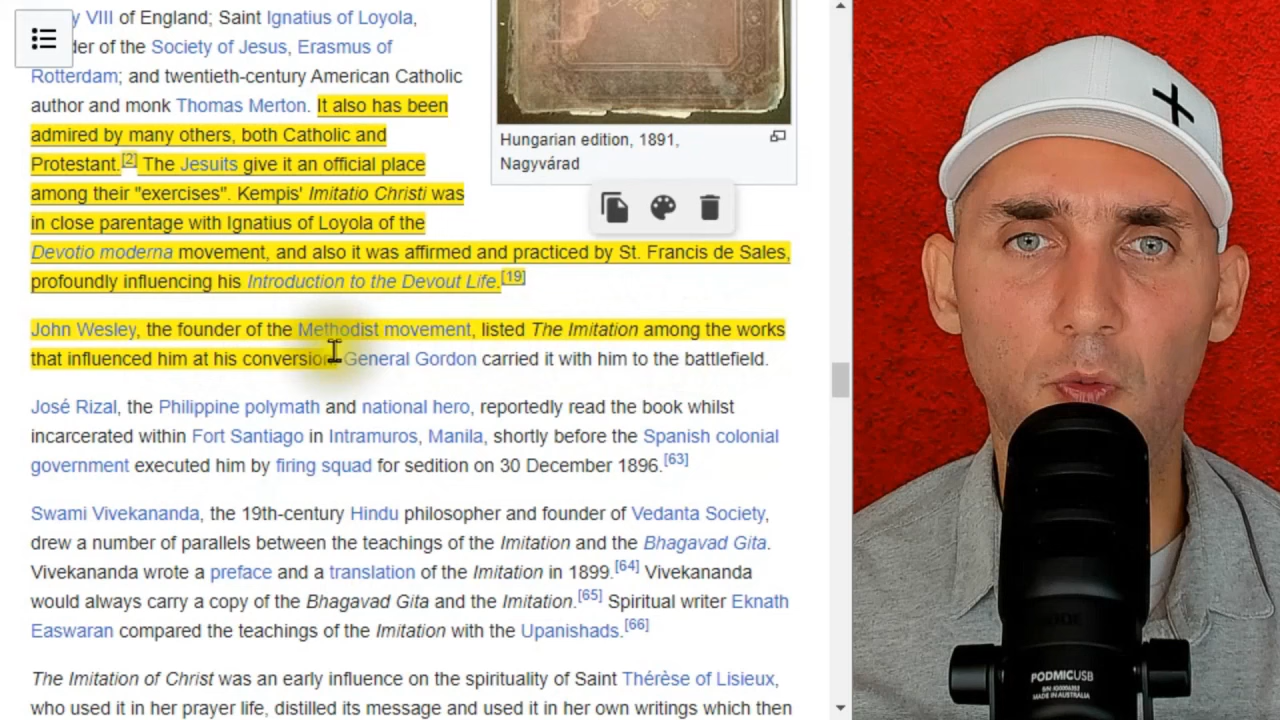 y VIII of England; Saint Ignatius of Loyola,
der of the Society of Jesus, Erasmus of
Rotterdam; and twentieth-century American Catholic
author and monk Thomas Merton. It also has been
admired by many others, both Catholic and
Protestant.[2] The Jesuits give it an official place
among their "exercises". Kempis' Imitatio Christi was
in close parentage with Ignatius of Loyola of the
Devotio moderna movement, and also it was affirmed and practiced by St. Francis de Sales,
profoundly influencing his Introduction to the Devout Life.[19]
Hungarian edition, 1891,
Nagyvárad
John Wesley, the founder of the Methodist movement, listed The Imitation among the works
that influenced him at his conversion General Gordon carried it with him to the battlefield.
José Rizal, the Philippine polymath and national hero, reportedly read the book whilst
incarcerated within Fort Santiago in Intramuros, Manila, shortly before the Spanish colonial
government executed him by firing squad for sedition on 30 December 1896.[63]
Swami Vivekananda, the 19th-century Hindu philosopher and founder of Vedanta Society,
drew a number of parallels between the teachings of the Imitation and the Bhagavad Gita.
Vivekananda wrote a preface and a translation of the Imitation in 1899.[64] Vivekananda
would always carry a copy of the Bhagavad Gita and the Imitation.[65] Spiritual writer Eknath
Easwaran compared the teachings of the Imitation with the Upanishads.[66]
The Imitation of Christ was an early influence on the spirituality of Saint Thérèse of Lisieux,
who used it in her prayer life, distilled its message and used it in her own writings which then
PODMICUSB
MADE IN AUSTRALIA